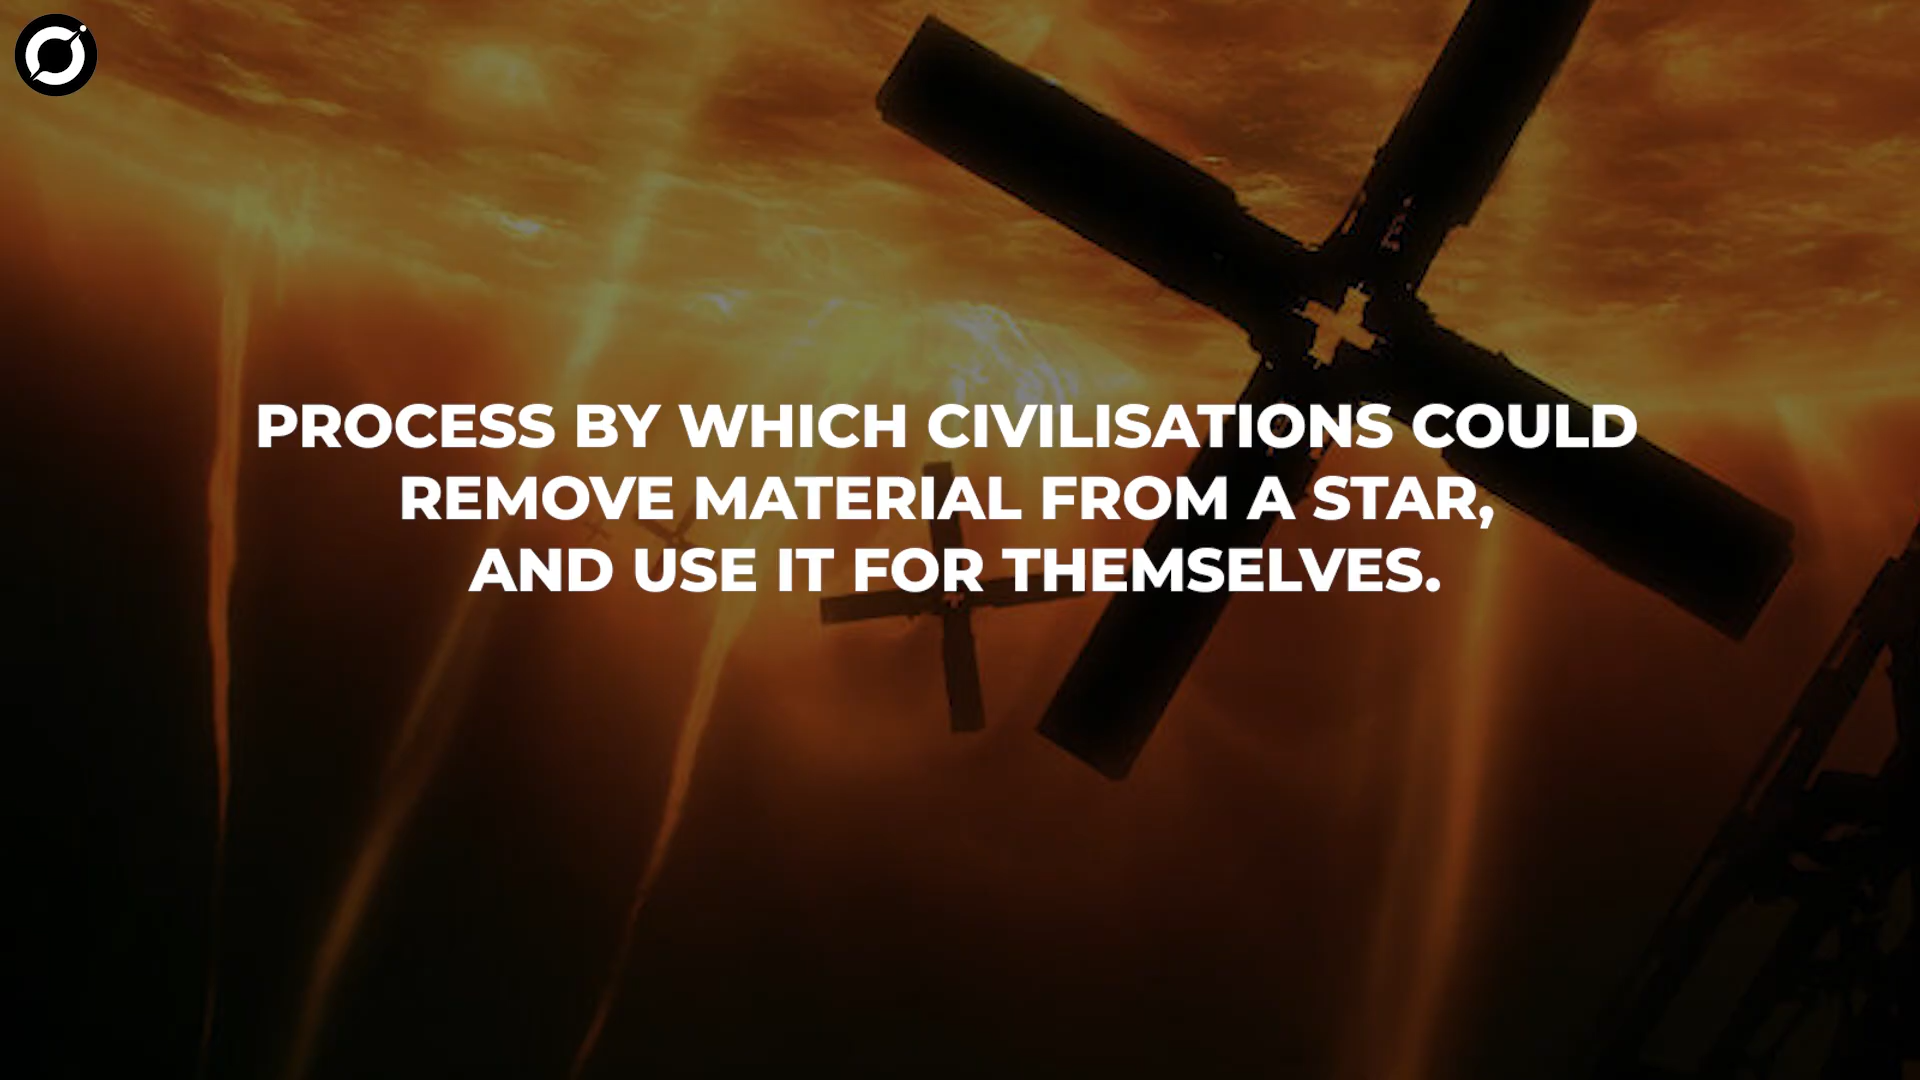 PROCESS BY WHICH CIVILISATIONS COULD
REMOVE MATERIAL FROM A STAR,
AND USE IT FOR THEMSELVES.